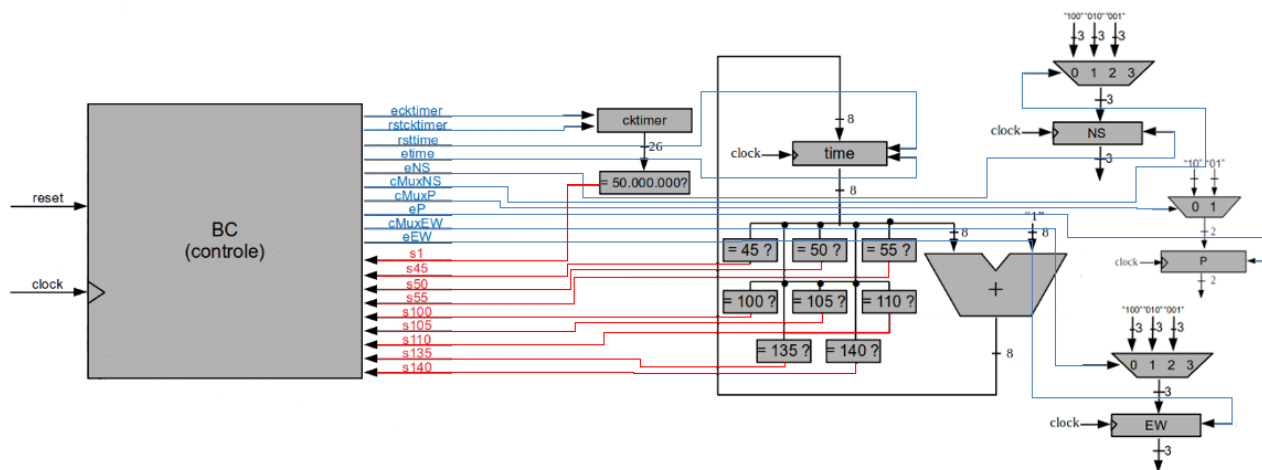 BC
(controle)
reset
clock
ecktimer
rstcktimer
rsttime
etime
eNS
cMuxNS
cMuxP
eP
cMuxEW
eEW
s1
s45
s50
s55
s100
s105
s110
s135
s140
cktimer
26
= 50.000.000?
8
clock
time
8
= 45 ?
= 50 ?
= 55 ?
= 100 ?
= 105 ?
= 110 ?
= 135 ?
= 140 ?
"1"
8
8
+
8
"100" "010" "001"
3
3
3
0 1 2 3
3
clock
NS
3
"10" "01"
0 1
2
clock
P
2
"100" "010" "001"
3
3
3
0 1 2 3
3
clock
EW
3